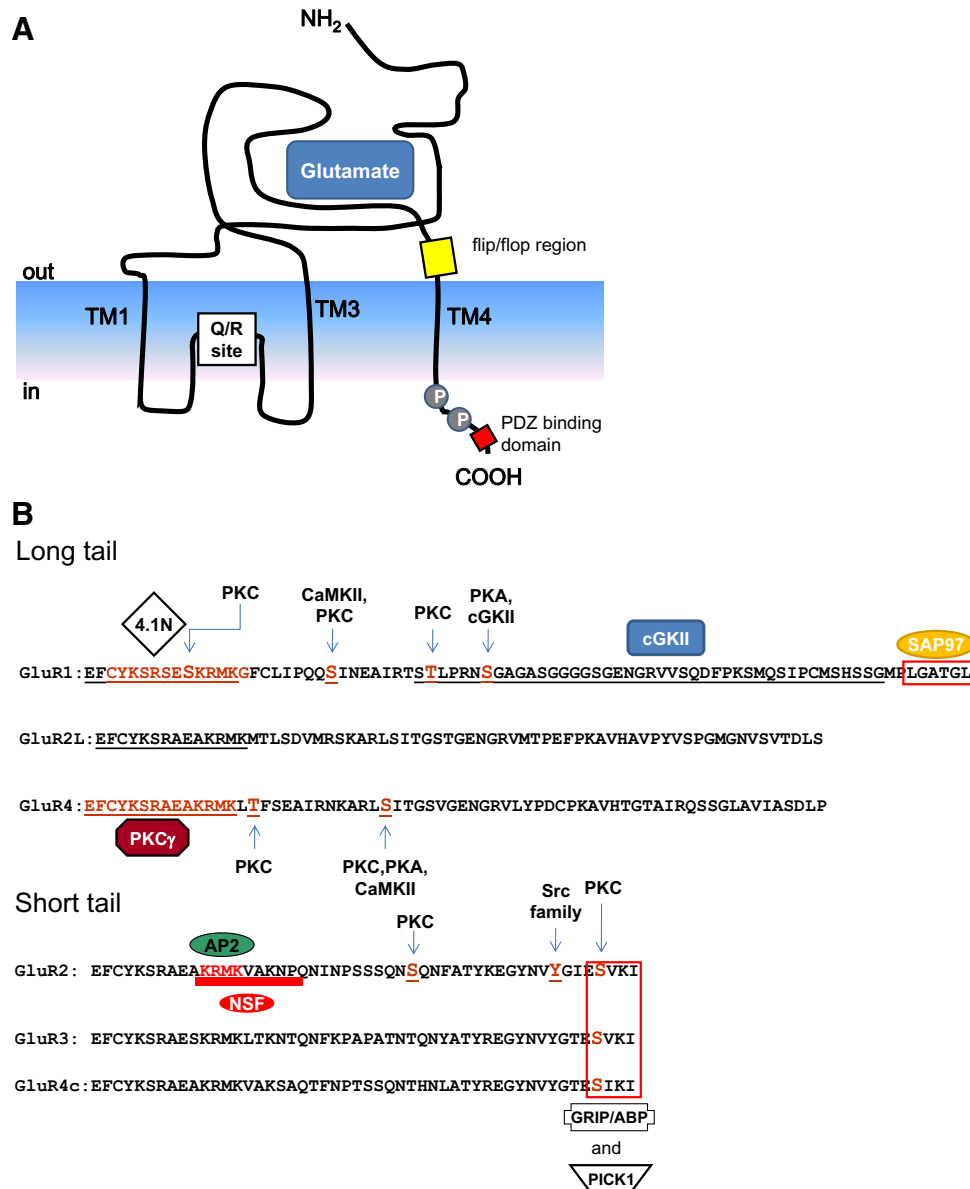 A
NH2
Glutamate
flip/flop region
out
TM1
Q/R
site
TM3
TM4
in
P
P
PDZ binding
domain
COOH
B
Long tail
4.1N
PKC
CaMKII,
PKC
PKC
PKA,
cGKII
cGKII
SAP97
GluR1: EFCYKSRSESKRMKGFCLIPQQSINEAIRTSTLPRNSGAGASGGGGSGENGRVVSQDFPKSMQSIPCMSHSSGMPLGATGL
GluR2L: EFCYKSRAEAKRMKMTLSDVMRSKARLSITGSTGENGRVMTPEFPKAVHAVPYVSPGMGNVSVTDLS
GluR4: EFCYKSRAEAKRMKLTFSEAIRNKARLSITGSVGENGRVLYPDCPKAVHTGTAIRQSSGLAVIASDLP
PKCγ
PKC
PKC,PKA,
CaMKII
Short tail
AP2
PKC
Src
family
PKC
GluR2: EFCYKSRAEAKRMKVAKNPQNINPSSSQNSQNFATYKEGYNVYGIESVKI
NSF
GluR3: EFCYKSRAESKRMKLTKNTQNFKPAPATNTQNYATYREGYNVYGTESVKI
GluR4c: EFCYKSRAEAKRMKVAKSAQTFNPTSSQNTHNLATYREGYNVYGTESIKI
GRIP/ABP
and
PICK1